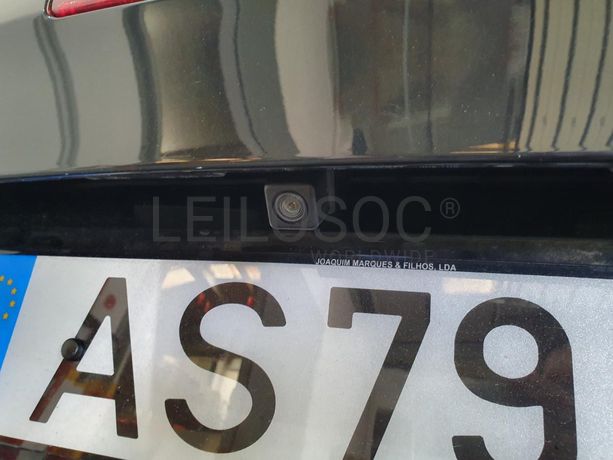 LEILOSOC®
WORLDWIDE
JOAQUIM MARQUES & FILHOS, LDA
AS79